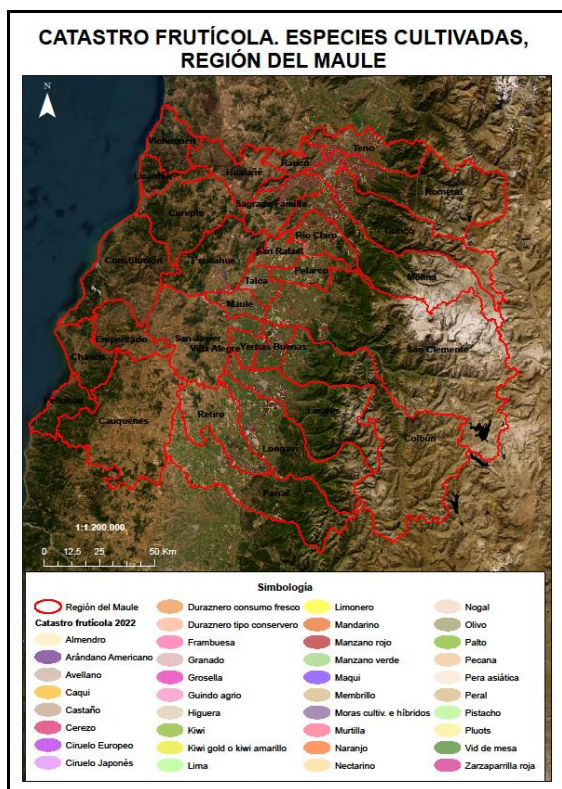 CATASTRO FRUTÍCOLA. ESPECIES CULTIVADAS,
REGIÓN DEL MAULE
N
Vichuquén
Teno
Rauco
Licantén
Hualañé
Romeral
Sagrada Familia
Curepto
Curicó
Río Claro
Constitución
San Rafael
Pencahue
Pelarco
Molina
Talca
Maule
Empedrado
San Javier
Yerbas Buenas
San Clemente
Villa Alegre
Chanco
Pelluhue
Retiro
Linares
Cauquenes
Colbún
Longaví
Parral
1:1.200.000
0 12,5 25 50 Km
Simbología
Región del Maule
Catastro frutícola 2022
Almendro
Arándano Americano
Avellano
Caqui
Castaño
Cerezo
Ciruelo Europeo
Ciruelo Japonés
Duraznero consumo fresco
Duraznero tipo conservero
Frambuesa
Granado
Grosella
Guindo agrio
Higuera
Kiwi
Kiwi gold o kiwi amarillo
Lima
Limonero
Mandarino
Manzano rojo
Manzano verde
Maqui
Membrillo
Moras cultiv. e híbridos
Murtilla
Naranjo
Nectarino
Nogal
Olivo
Palto
Pecana
Pera asiática
Peral
Pistacho
Pluots
Vid de mesa
Zarzaparrilla roja